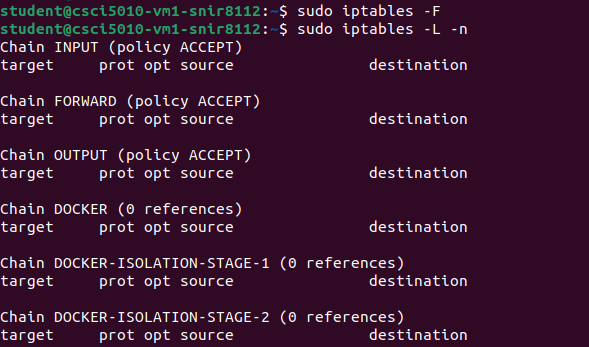 student@csci5010-vm1-snir8112:~$ sudo iptables -F
student@csci5010-vm1-snir8112:~$ sudo iptables -L -n
Chain INPUT (policy ACCEPT)
target     prot opt source               destination
Chain FORWARD (policy ACCEPT)
target     prot opt source               destination
Chain OUTPUT (policy ACCEPT)
target     prot opt source               destination
Chain DOCKER (0 references)
target     prot opt source               destination
Chain DOCKER-ISOLATION-STAGE-1 (0 references)
target     prot opt source               destination
Chain DOCKER-ISOLATION-STAGE-2 (0 references)
target     prot opt source               destination